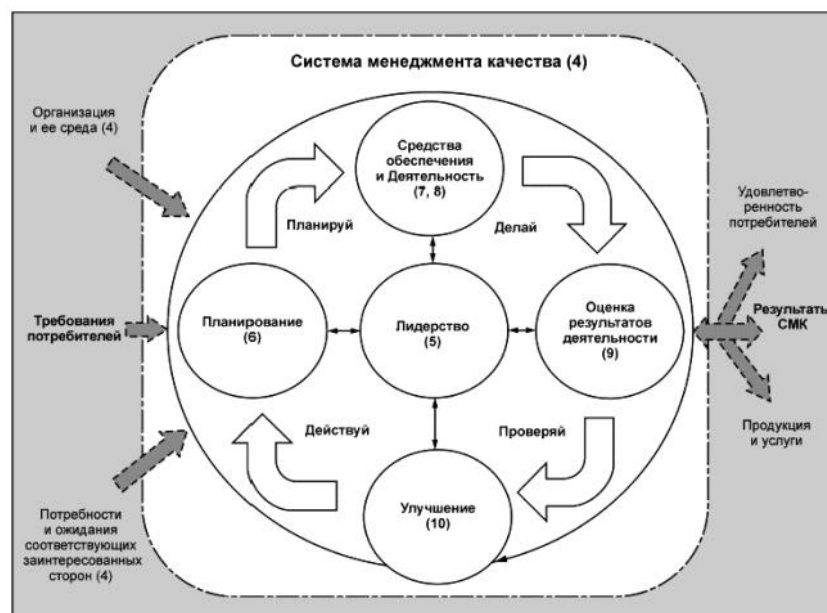 Система менеджмента качества (4)
Организация
и ее среда (4)
Средства
обеспечения
и Деятельность
(7, 8)
Планируй
Делай
Удовлетво-
ренность
потребителей
Требования
потребителей
Планирование
(6)
Лидерство
(5)
Оценка
результатов
деятельности
(9)
Результаты
СМК
Действуй
Проверяй
Продукция
и услуги
Улучшение
(10)
Потребности
и ожидания
соответствующих
заинтересованных
сторон (4)